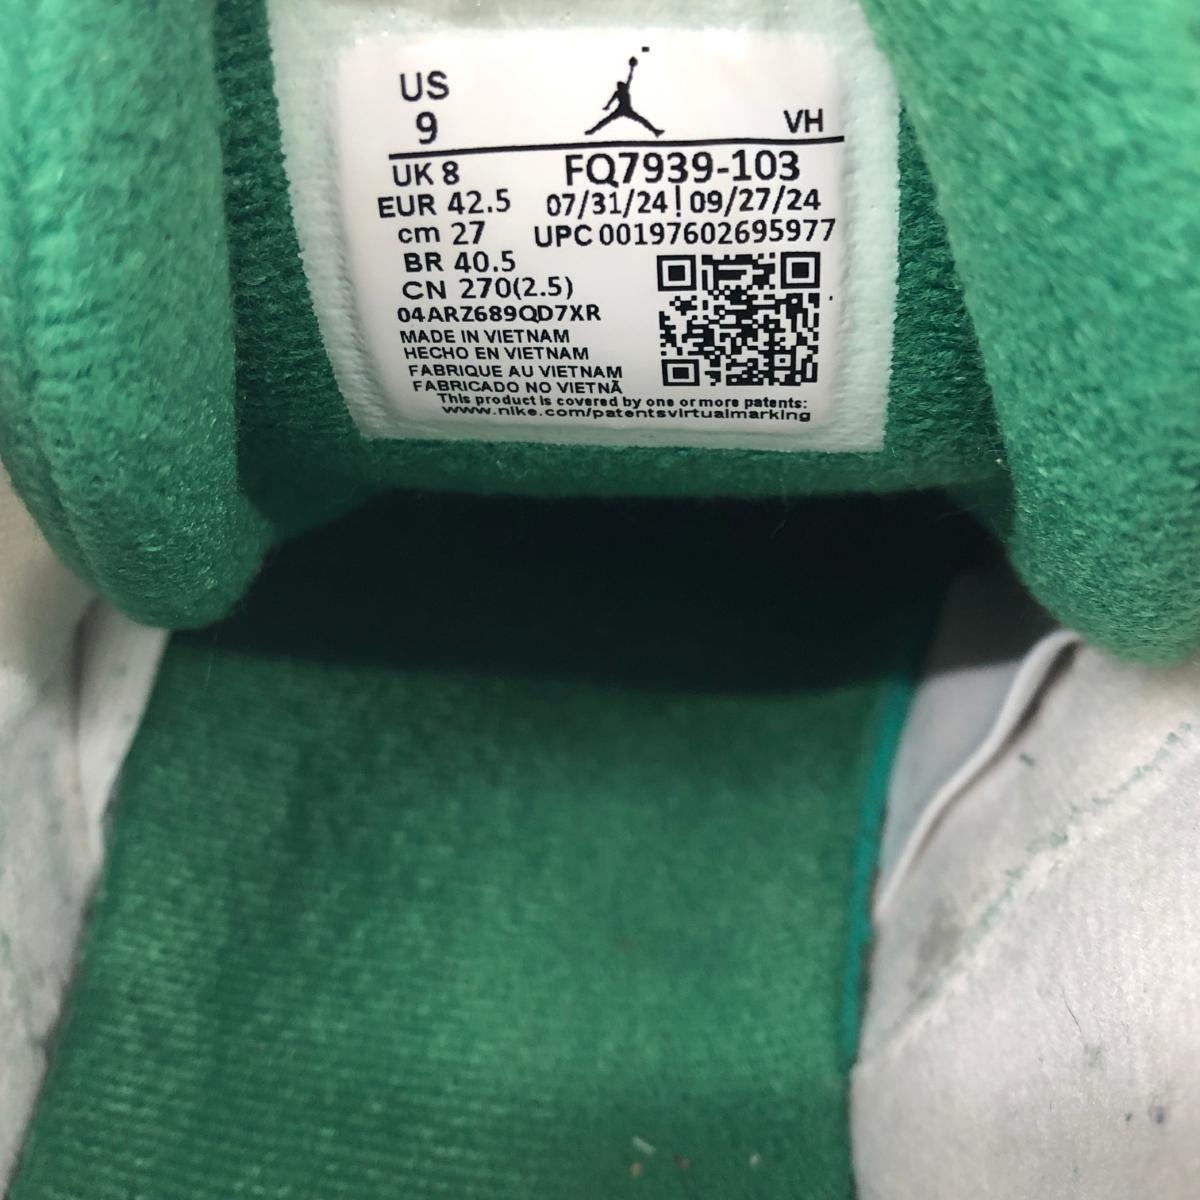 US
9
VH
UK 8
FQ7939-103
EUR 42.5
07/31/24 | 09/27/24
cm 27
UPC 00197602695977
BR 40.5
CN 270(2.5)
04ARZ689QD7XR
MADE IN VIETNAM
HECHO EN VIETNAM
FABRIQUE AU VIETNAM
FABRICADO NO VIETNÃ
This product is covered by one or more patents:
www.nike.com/patentsvirtualmarking